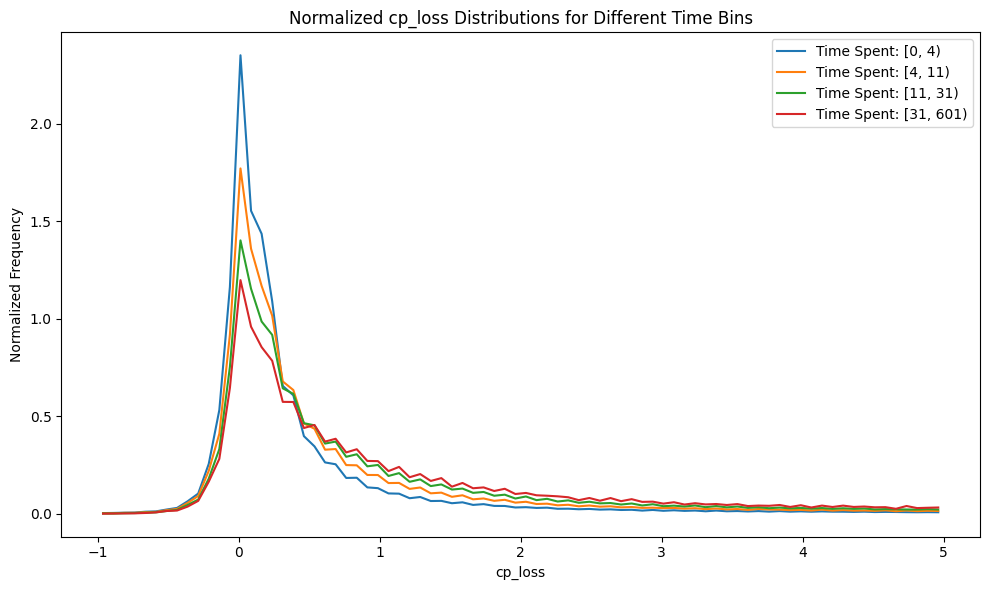 Normalized cp_loss Distributions for Different Time Bins
Time Spent: [0, 4)
Time Spent: [4, 11)
Time Spent: [11, 31)
Time Spent: [31, 601)
Normalized Frequency
2.0
1.5
1.0
0.5
0.0
−1 0 1 2 3 4 5
cp_loss